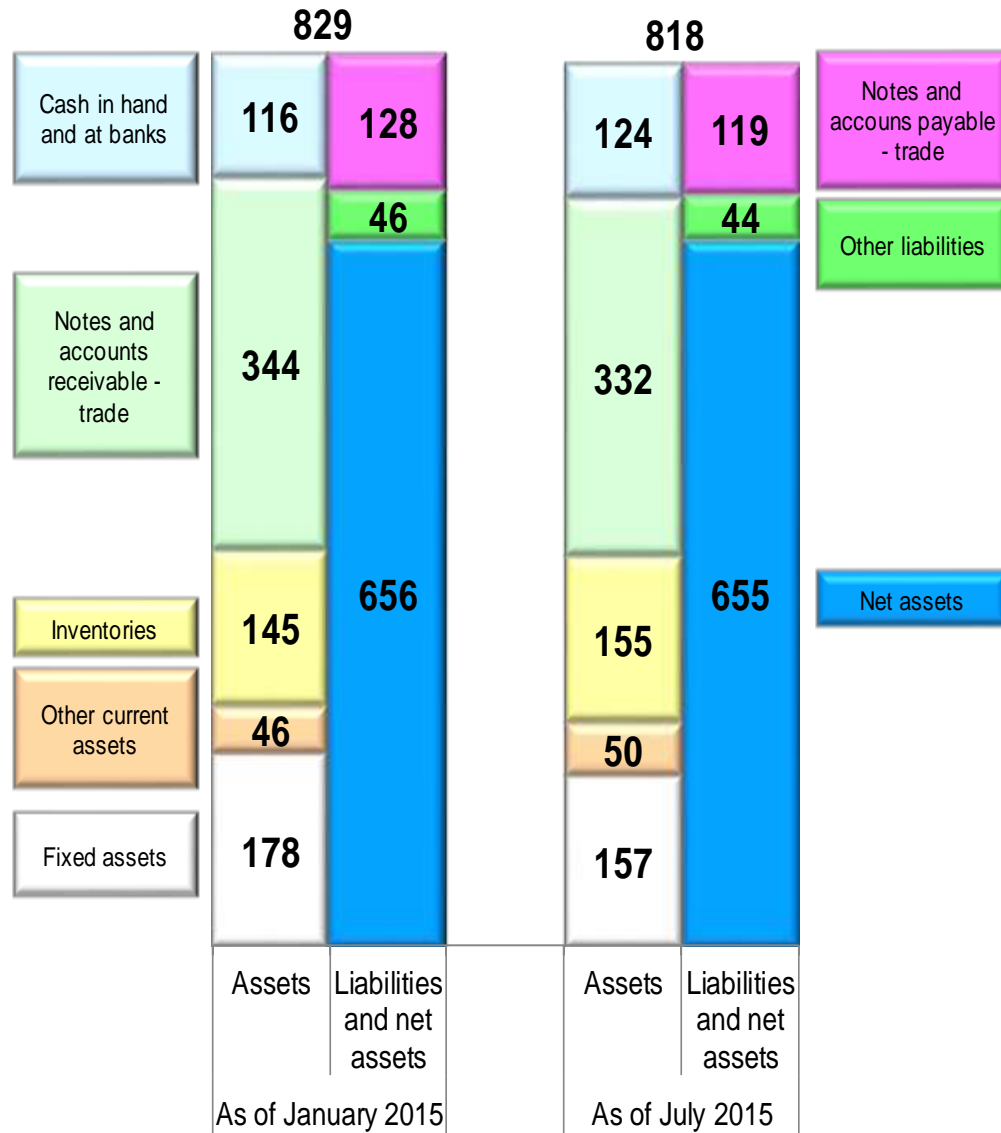 829
818
Cash in hand
and at banks
116
128
124
119
Notes and
accouns payable
- trade
46
44
Other liabilities
Notes and
accounts
receivable -
trade
344
332
656
655
Net assets
Inventories
145
155
Other current
assets
46
50
Fixed assets
178
157
Assets
Liabilities
and net
assets
Assets
Liabilities
and net
assets
As of January 2015
As of July 2015